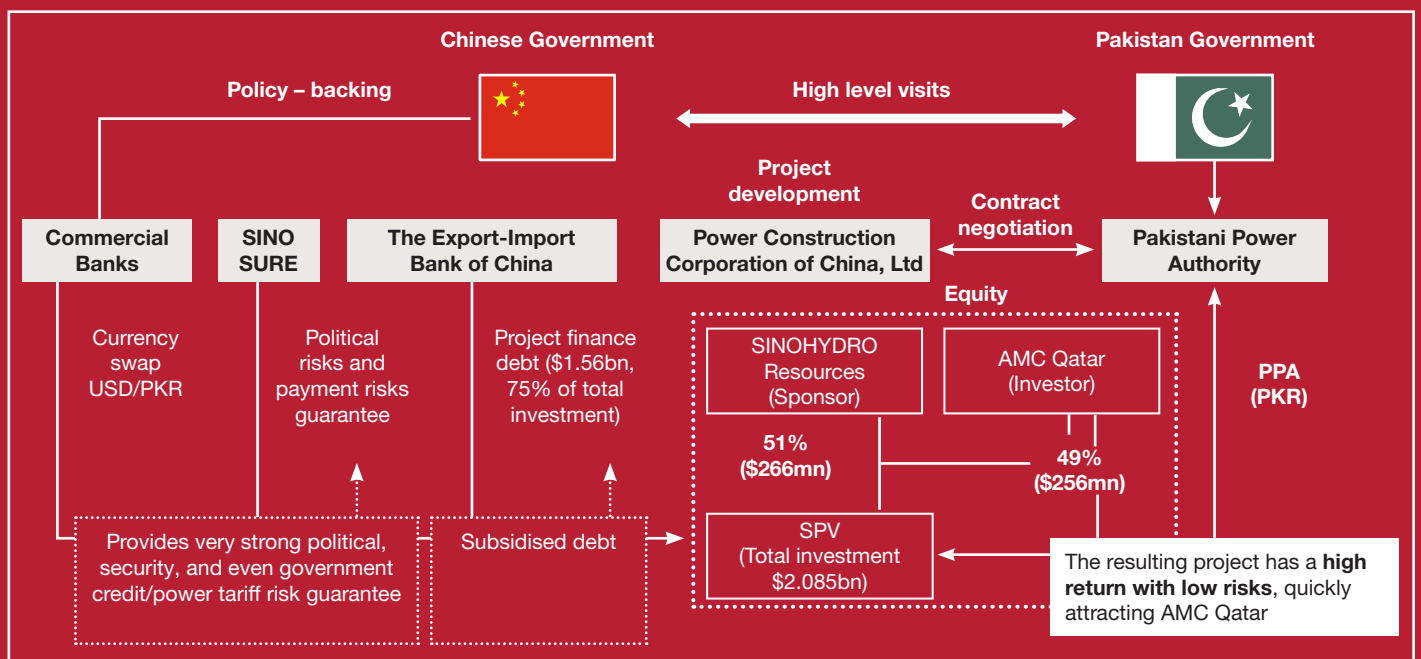 Chinese Government
Pakistan Government
Policy – backing
High level visits
Project
development
Contract
negotiation
Commercial
Banks
SINO
SURE
The Export-Import
Bank of China
Power Construction
Corporation of China, Ltd
Pakistani Power
Authority
Equity
Currency
swap
USD/PKR
Political
risks and
payment risks
guarantee
Project finance
debt ($1.56bn,
75% of total
investment)
SINOHYDRO
Resources
(Sponsor)
AMC Qatar
(Investor)
PPA
(PKR)
51%
($266mn)
49%
($256mn)
Provides very strong political,
security, and even government
credit/power tariff risk guarantee
Subsidised debt
SPV
(Total investment
$2.085bn)
The resulting project has a high
return with low risks, quickly
attracting AMC Qatar